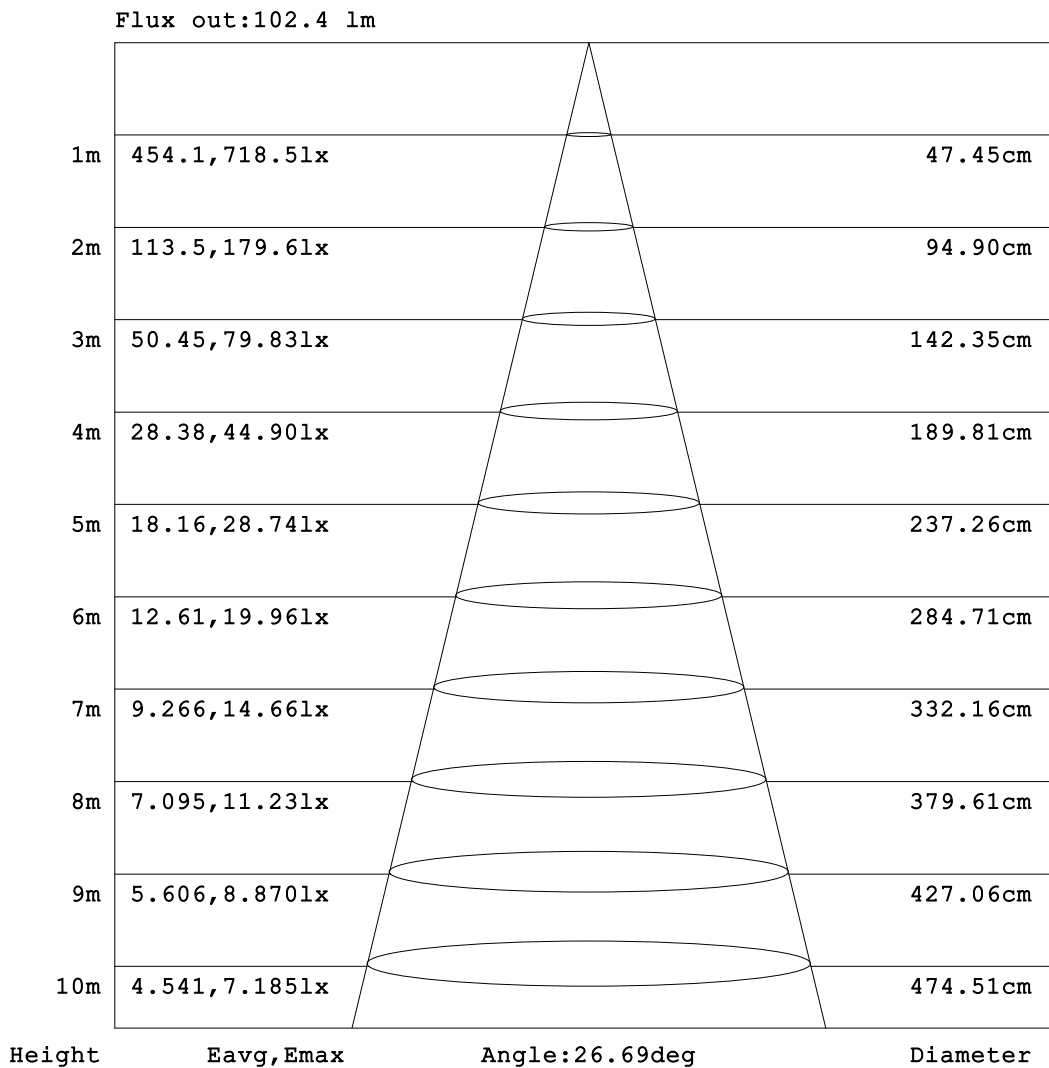 Flux out:102.4 lm
1m 454.1,718.5lx 47.45cm
2m 113.5,179.6lx 94.90cm
3m 50.45,79.83lx 142.35cm
4m 28.38,44.90lx 189.81cm
5m 18.16,28.74lx 237.26cm
6m 12.61,19.96lx 284.71cm
7m 9.266,14.66lx 332.16cm
8m 7.095,11.23lx 379.61cm
9m 5.606,8.870lx 427.06cm
10m 4.541,7.185lx 474.51cm
Height Eavg,Emax Angle:26.69deg Diameter